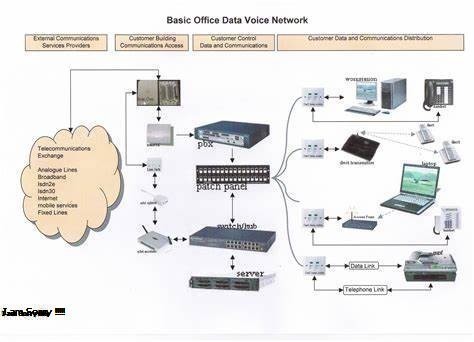 Basic Office Data Voice Network
External Communications
Services Providers
Customer Building
Communications Access
Customer Control
Data and Communications
Customer Data and Communications Distribution
workstation
handset
pbx
Telecommunications
Exchange
Analogue Lines
Broadband
Isdn2e
Isdn30
Internet
mobile services
Fixed Lines
dect transmitter
laptop
patch panel
Access Point
switch/hub
mpf
server
Data Link
Telephone Link